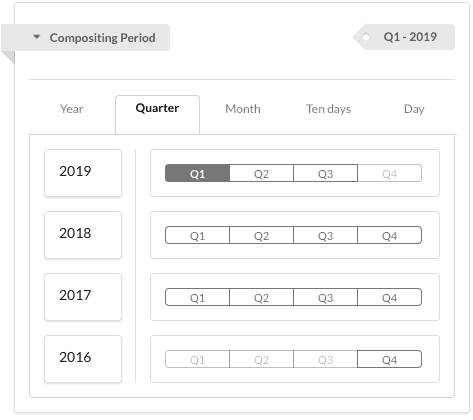 Compositing Period
Q1 - 2019
Year Quarter Month Ten days Day
2019 Q1 Q2 Q3 Q4
2018 Q1 Q2 Q3 Q4
2017 Q1 Q2 Q3 Q4
2016 Q1 Q2 Q3 Q4